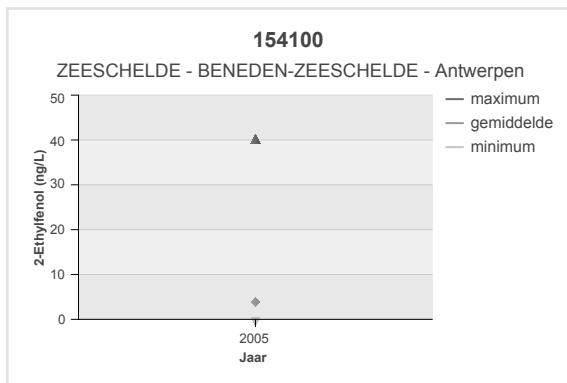 154100
ZEESCHELDE - BENEDEN-ZEESCHELDE - Antwerpen
50
40
30
20
10
0
2-Ethylfenol (ng/L)
2005
Jaar
maximum
gemiddelde
minimum